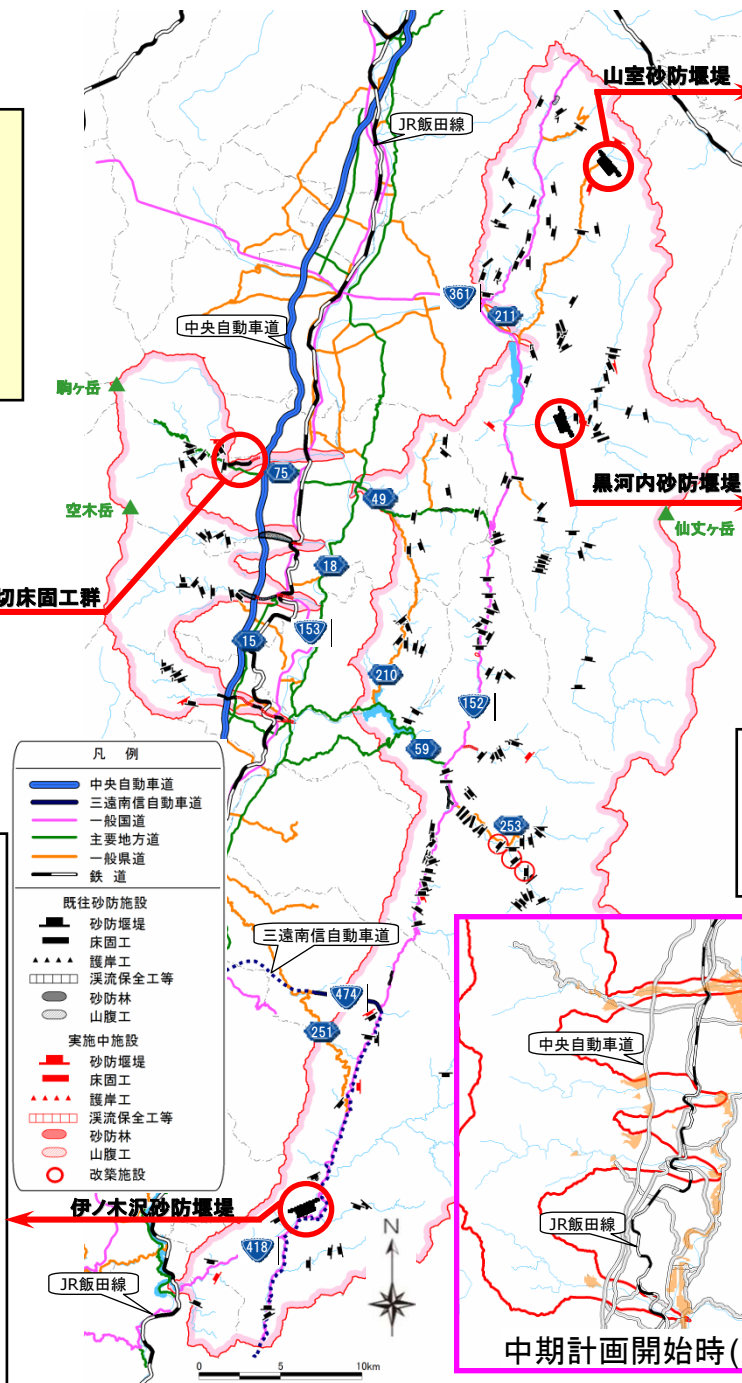 山室砂防堰堤
JR飯田線
361
211
中央自動車道
駒ヶ岳
75
49
黒河内砂防堰堤
空木岳
仙丈ヶ岳
18
切床固工群
153
15
210
152
59
凡 例
中央自動車道
三遠南信自動車道
一般国道
主要地方道
一般県道
鉄 道
既往砂防施設
砂防堰堤
床固工
護岸工
渓流保全工等
砂防林
山腹工
実施中施設
砂防堰堤
床固工
護岸工
渓流保全工等
砂防林
山腹工
改築施設
253
三遠南信自動車道
474
251
伊ノ木沢砂防堰堤
418
JR飯田線
N
0 5 10km
中央自動車道
JR飯田線
中期計画開始時(